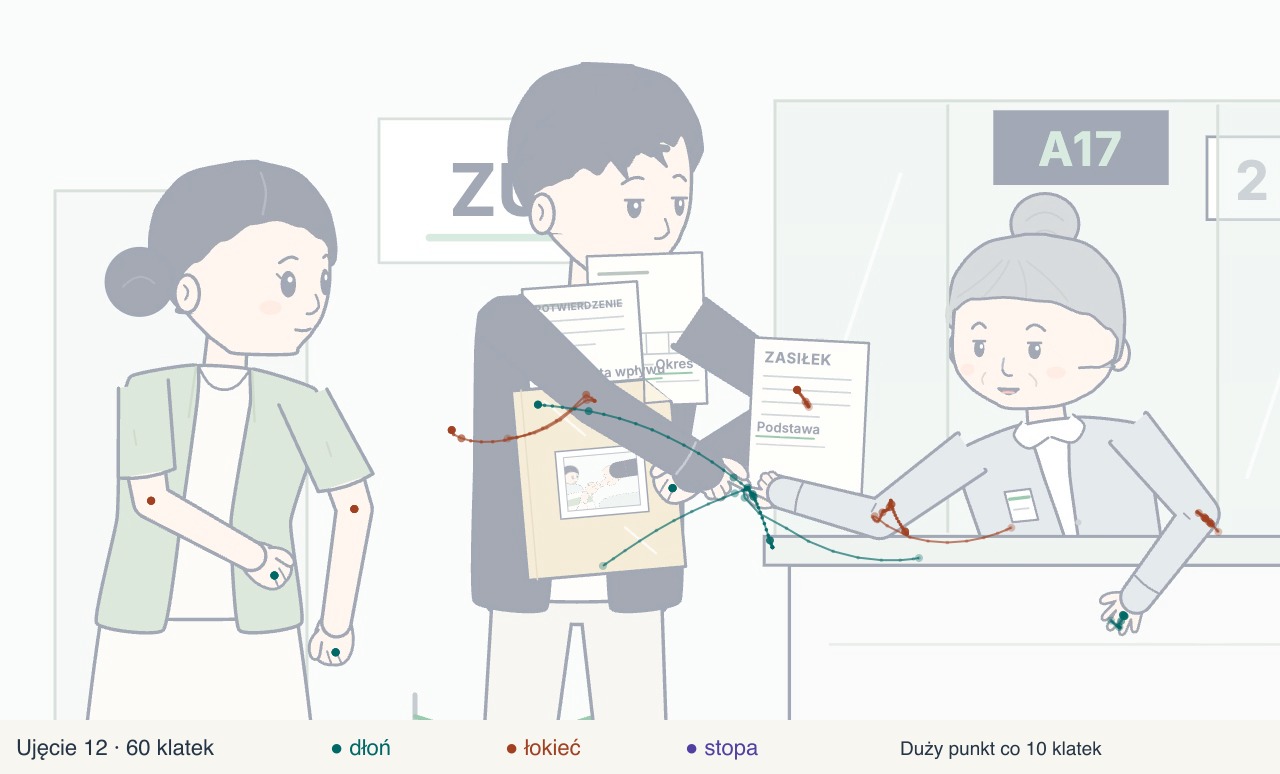 ZU
A17
2
POTWIERDZENIE
ta wpływu
Okres
ZASIŁEK
Podstawa
Ujęcie 12 · 60 klatek
dłoń
łokieć
stopa
Duży punkt co 10 klatek